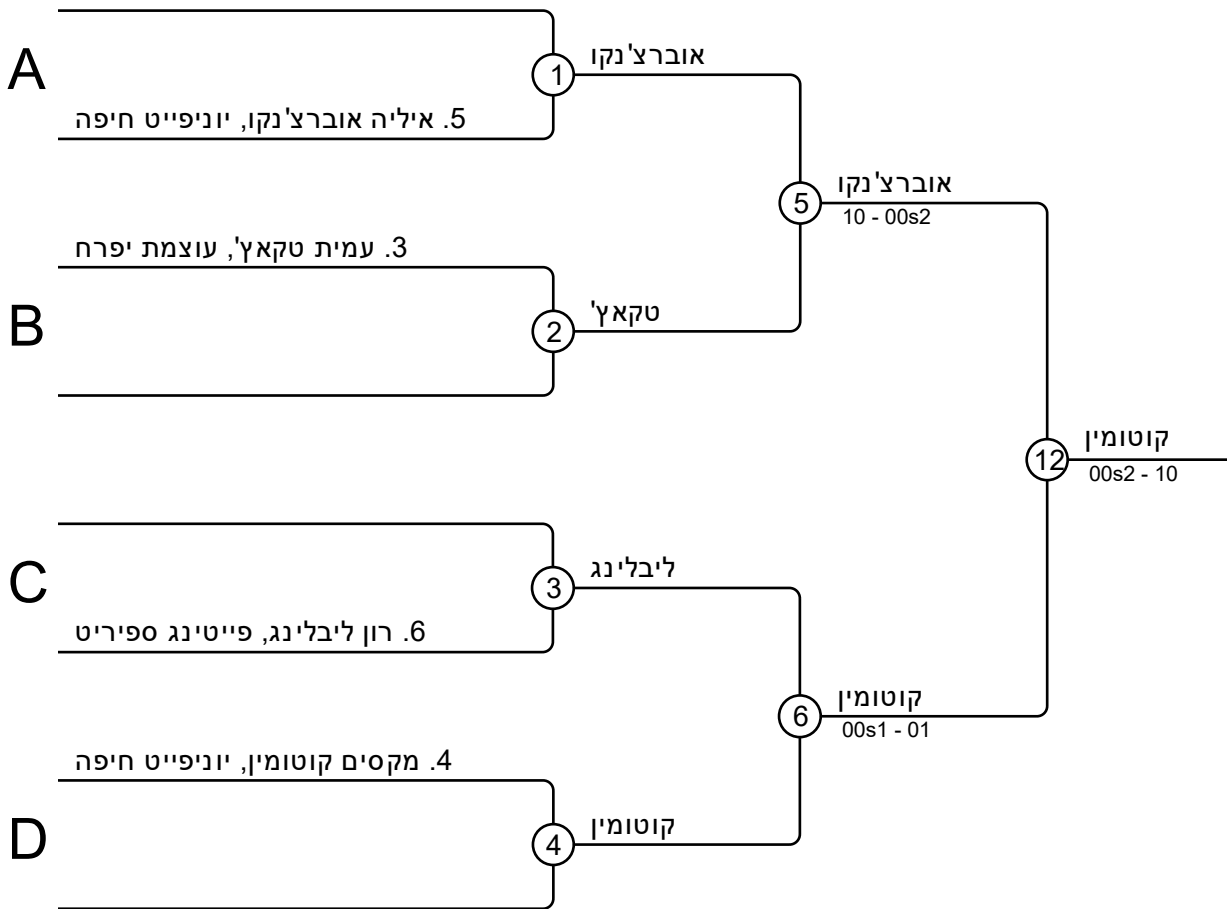 A
1
אוברצ'נקו
5. איליה אוברצ'נקו, יוניפייט חיפה
5
אוברצ'נקו
10 - 00s2
3. עמית טקאץ', עוצמת יפרח
B
2
טקאץ'
12
קוטומין
00s2 - 10
C
3
ליבלינג
6. רון ליבלינג, פייטינג ספיריט
6
קוטומין
00s1 - 01
4. מקסים קוטומין, יוניפייט חיפה
D
4
קוטומין